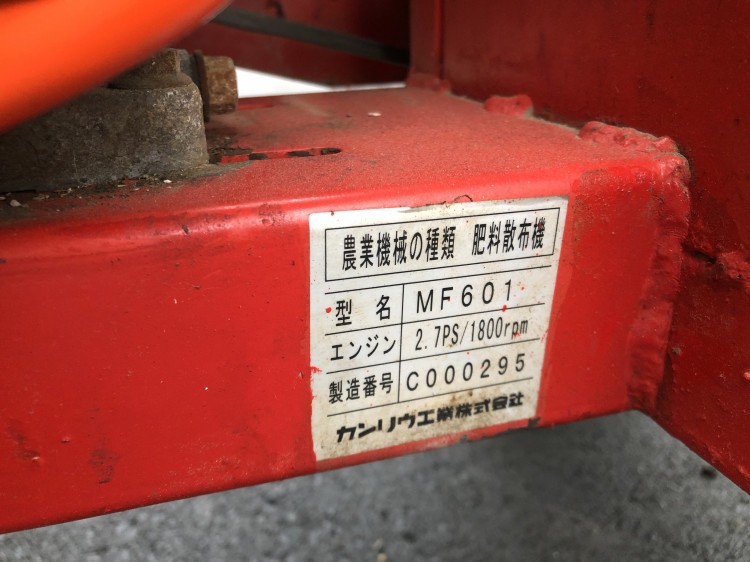 農業機械の種類 肥料散布機
型名 MF601
エンジン 2.7PS/1800rpm
製造番号 C000295
カンリウ工業株式会社